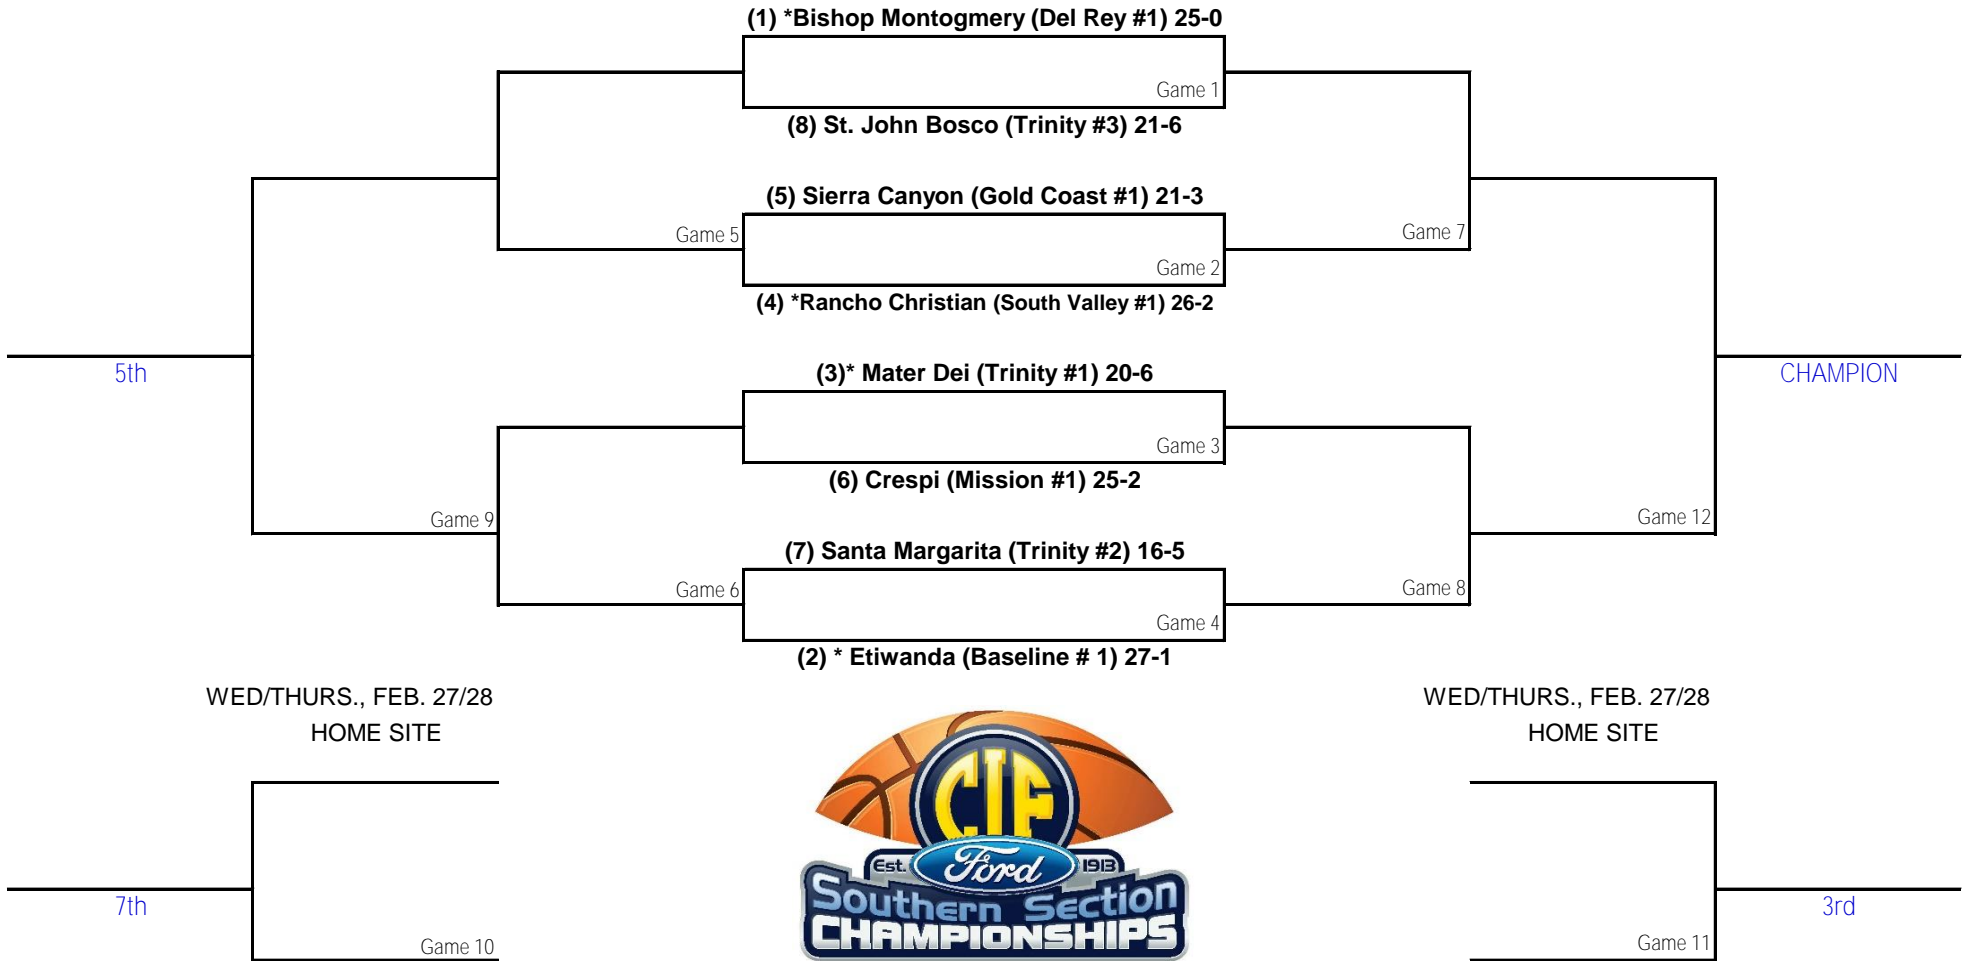 (1) *Bishop Montogmery (Del Rey #1) 25-0
Game 1
(8) St. John Bosco (Trinity #3) 21-6
(5) Sierra Canyon (Gold Coast #1) 21-3
Game 5
Game 7
Game 2
(4) *Rancho Christian (South Valley #1) 26-2
5th
(3)* Mater Dei (Trinity #1) 20-6
CHAMPION
Game 3
(6) Crespi (Mission #1) 25-2
Game 9
Game 12
(7) Santa Margarita (Trinity #2) 16-5
Game 6
Game 8
Game 4
(2) * Etiwanda (Baseline # 1) 27-1
WED/THURS., FEB. 27/28
HOME SITE
WED/THURS., FEB. 27/28
HOME SITE
CIF
Est. Ford 1913
Southern Section
CHAMPIONSHIPS
7th
3rd
Game 10
Game 11